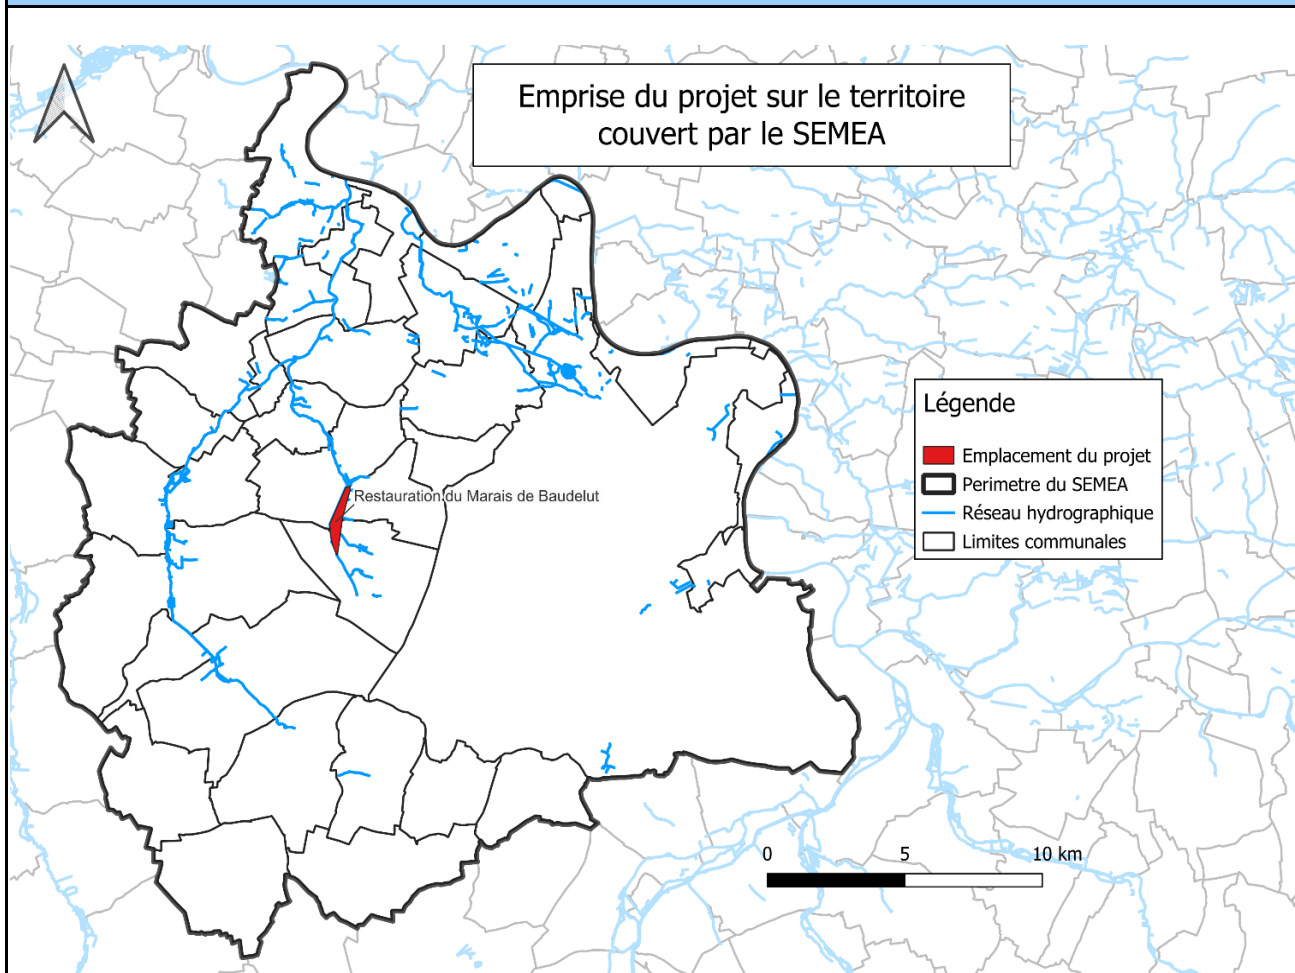 Emprise du projet sur le territoire
couvert par le SEMEA
Légende
Emplacement du projet
Perimetre du SEMEA
Réseau hydrographique
Limites communales
Restauration du Marais de Baudelut
0 5 10 km